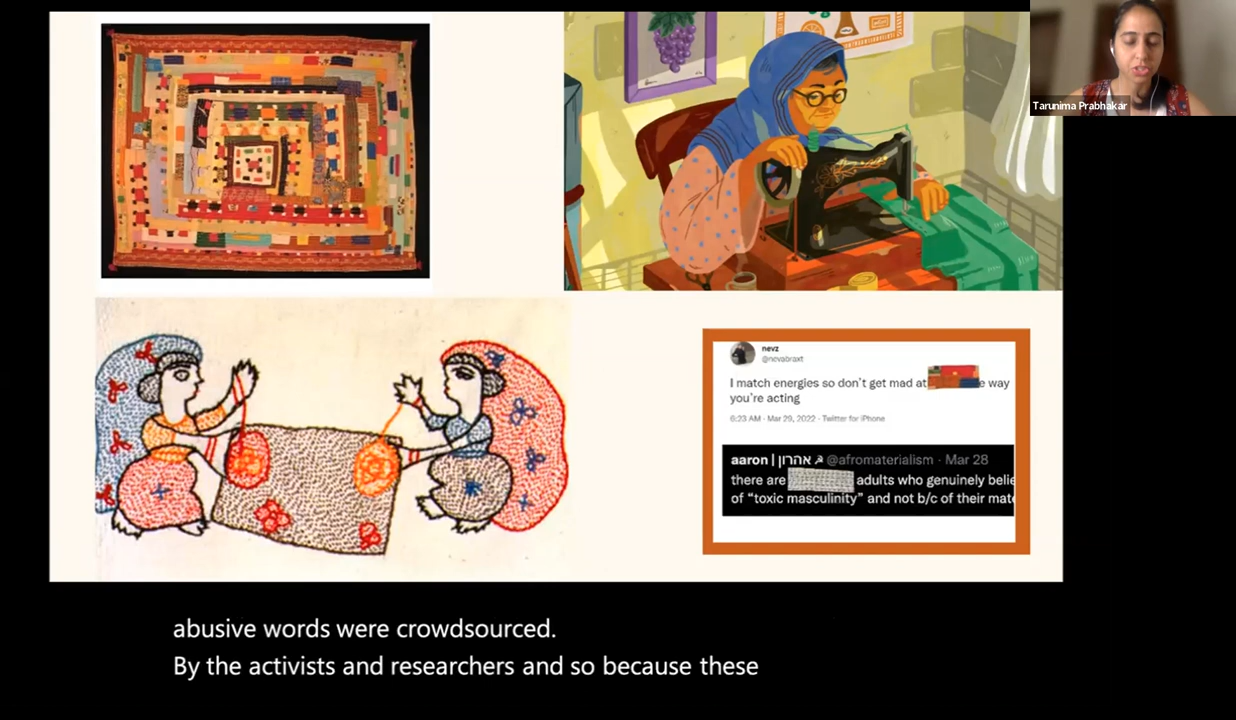 Tarunima Prabhakar
nevz
@nevabraxt
I match energies so don't get mad at e way
you're acting
6:23 AM · Mar 29, 2022 · Twitter for iPhone
aaron | אהרון ☭ @afromaterialism · Mar 28
there are adults who genuinely belie
of "toxic masculinity" and not b/c of their mate
abusive words were crowdsourced.
By the activists and researchers and so because these